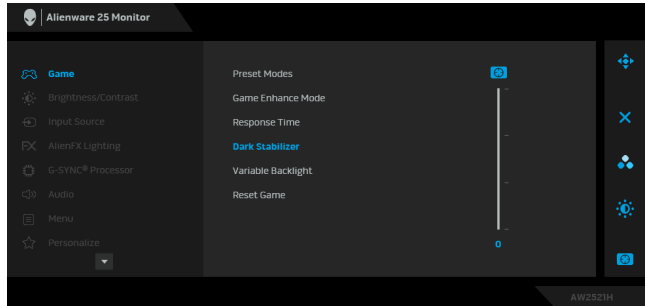 Alienware 25 Monitor
Game
Brightness/Contrast
Input Source
AlienFX Lighting
G-SYNC® Processor
Audio
Menu
Personalize
Preset Modes
Game Enhance Mode
Response Time
Dark Stabilizer
Variable Backlight
Reset Game
0
AW2521H